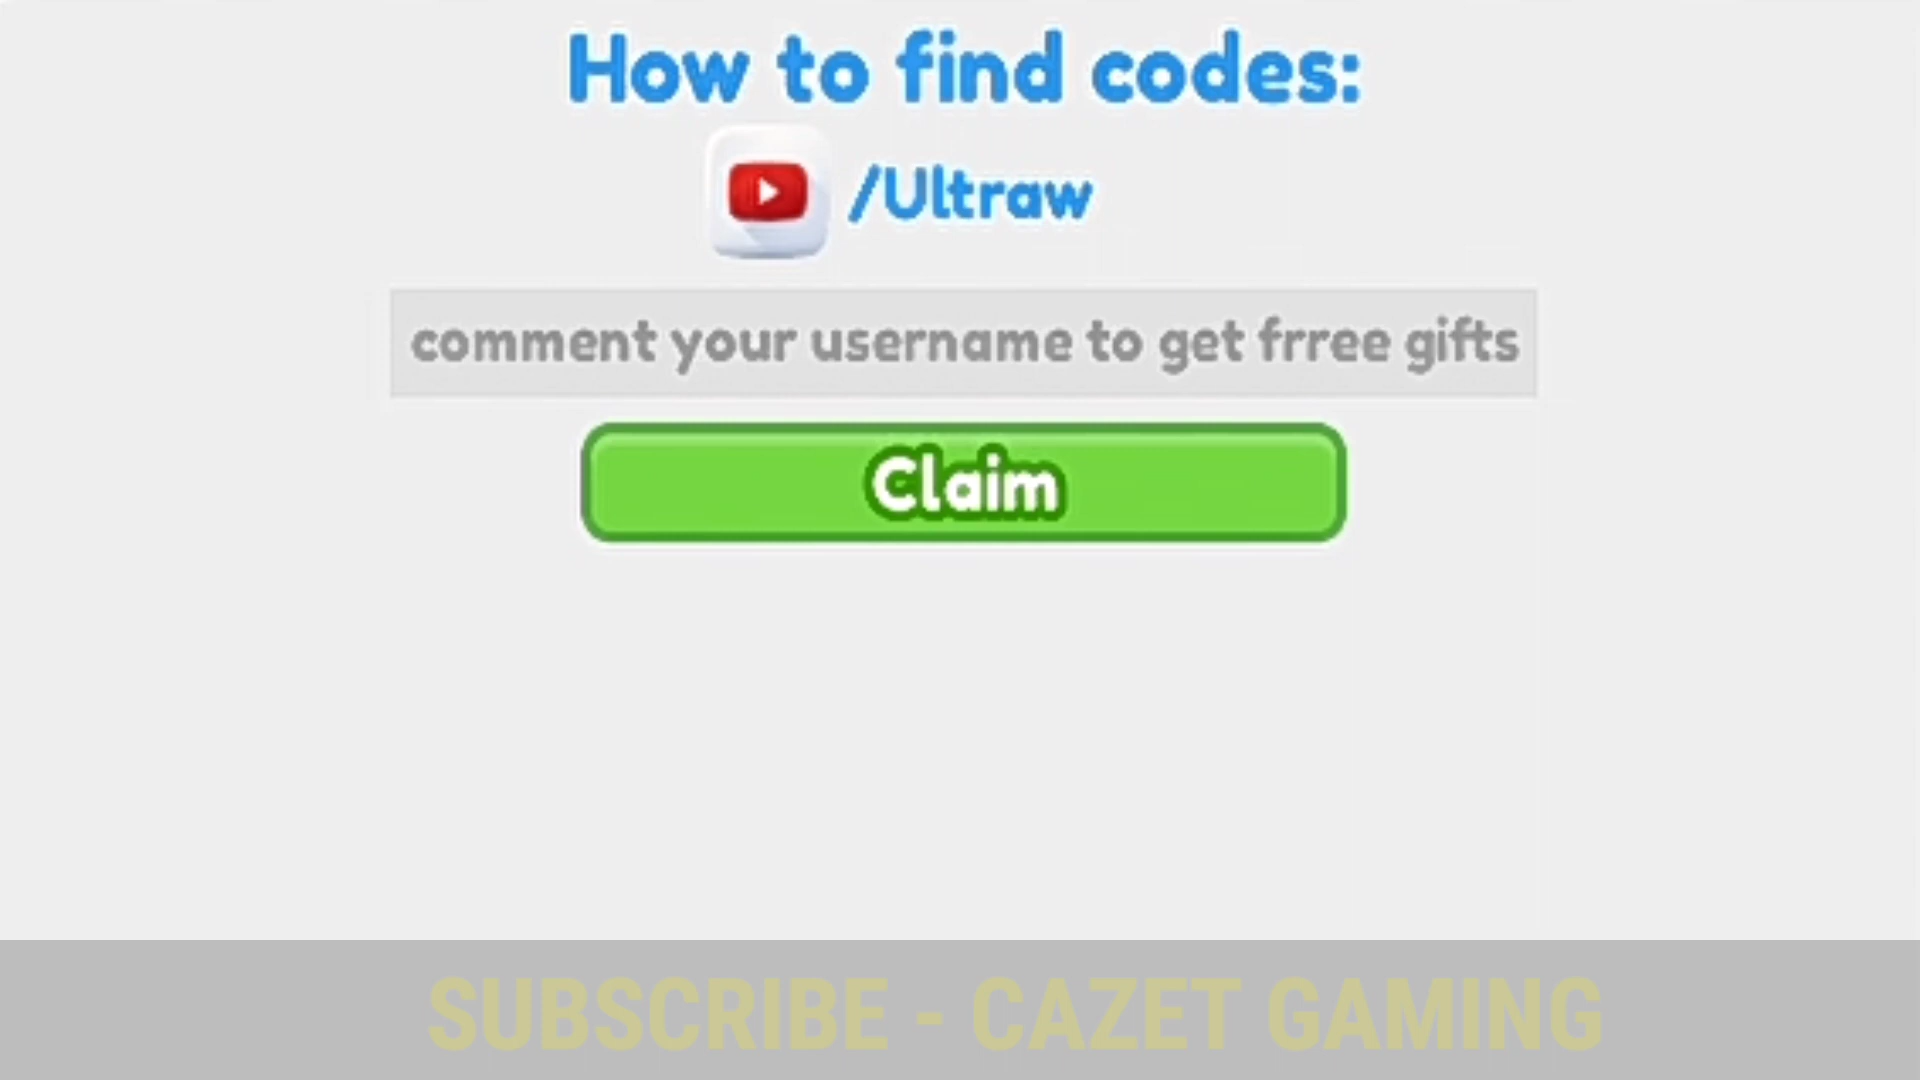 How to find codes:
/Ultraw
comment your username to get frree gifts
Claim
SUBSCRIBE - CAZET GAMING